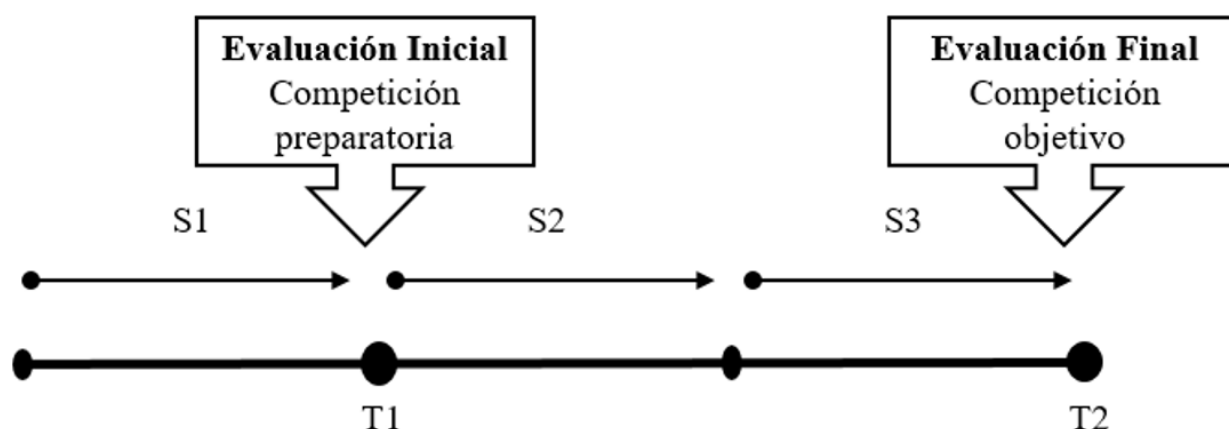 Evaluación Inicial
Competición
preparatoria
Evaluación Final
Competición
objetivo
S1
S2
S3
T1
T2